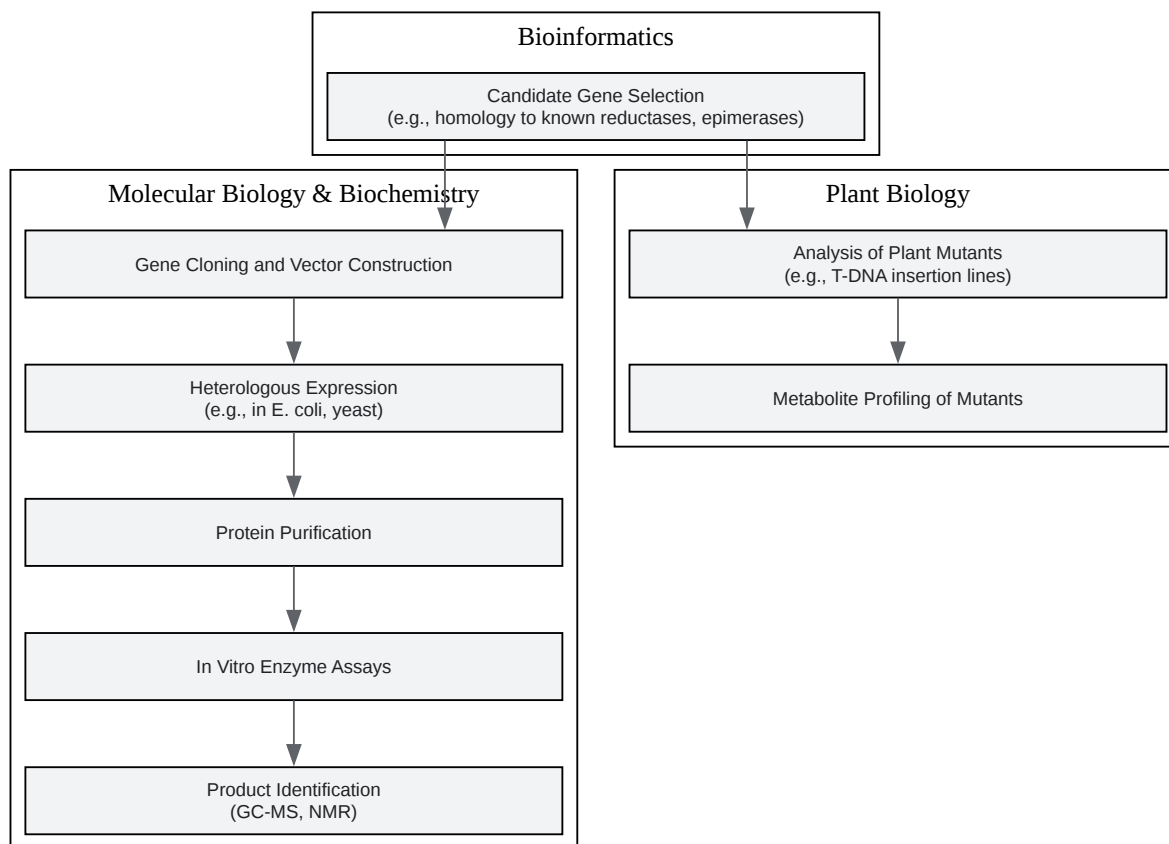 Bioinformatics
Candidate Gene Selection
(e.g., homology to known reductases, epimerases)
Molecular Biology & Biochemistry
Gene Cloning and Vector Construction
Heterologous Expression
(e.g., in E. coli, yeast)
Protein Purification
In Vitro Enzyme Assays
Product Identification
(GC-MS, NMR)
Plant Biology
Analysis of Plant Mutants
(e.g., T-DNA insertion lines)
Metabolite Profiling of Mutants